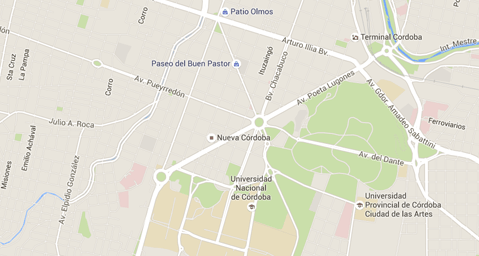 Patio Olmos
Corro
Arturo Illia Bv
Terminal Cordoba
Int. Mestre
Sta Cruz
La Pampa
Paseo del Buen Pastor
Ituzaingó
Bv. Chacabuco
Av. Poeta Lugones
Av. Gdor. Amadeo Sabattini
Av. Pueyrredón
Corro
Julio A. Roca
Ferroviarios
Emilio Achával
Misiones
Nueva Córdoba
Av. del Dante
Av. Elpidio González
Universidad
Nacional
de Córdoba
Universidad
Provincial de Córdoba
Ciudad de las Artes